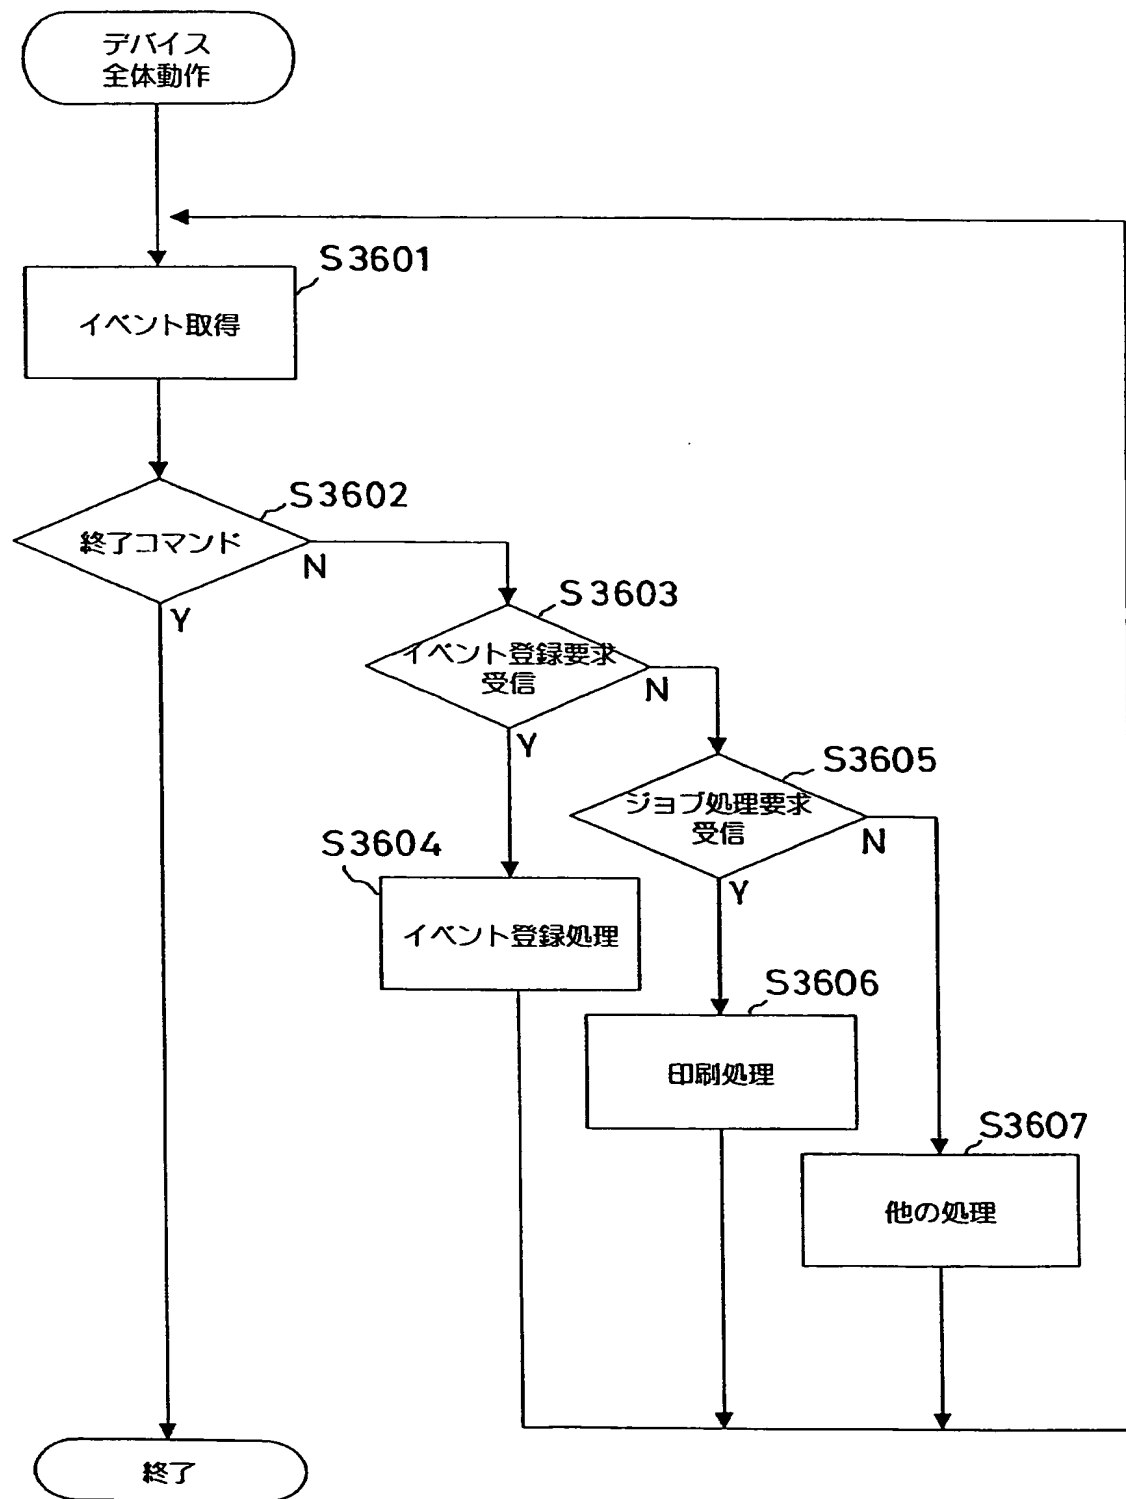 デバイス
全体動作
S3601
イベント取得
S3602
終了コマンド
N
Y
S3603
イベント登録要求
受信
N
Y
S3605
ジョブ処理要求
受信
N
Y
S3604
イベント登録処理
S3606
印刷処理
S3607
他の処理
終了